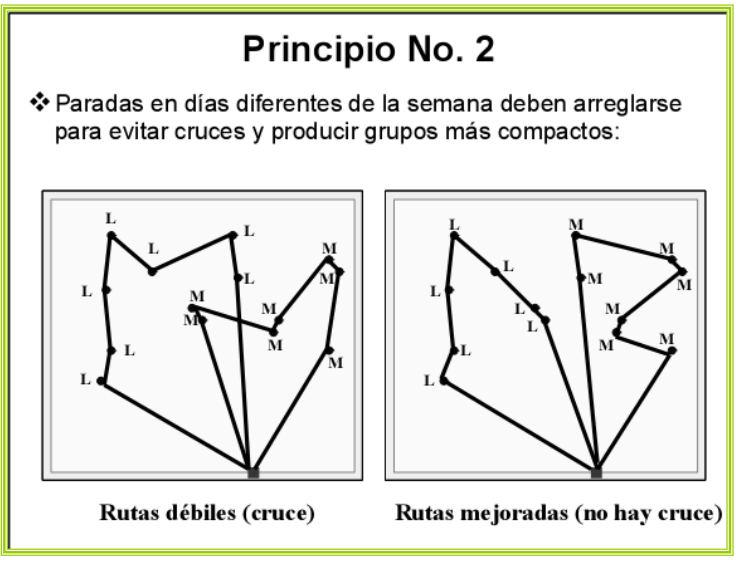 Principio No. 2
❖ Paradas en días diferentes de la semana deben arreglarse
para evitar cruces y producir grupos más compactos:
L
L
L
L
L
L
L
M
M
M
M
M
M
M
Rutas débiles (cruce)
L
L
L
L
L
L
L
M
M
M
M
M
M
M
Rutas mejoradas (no hay cruce)